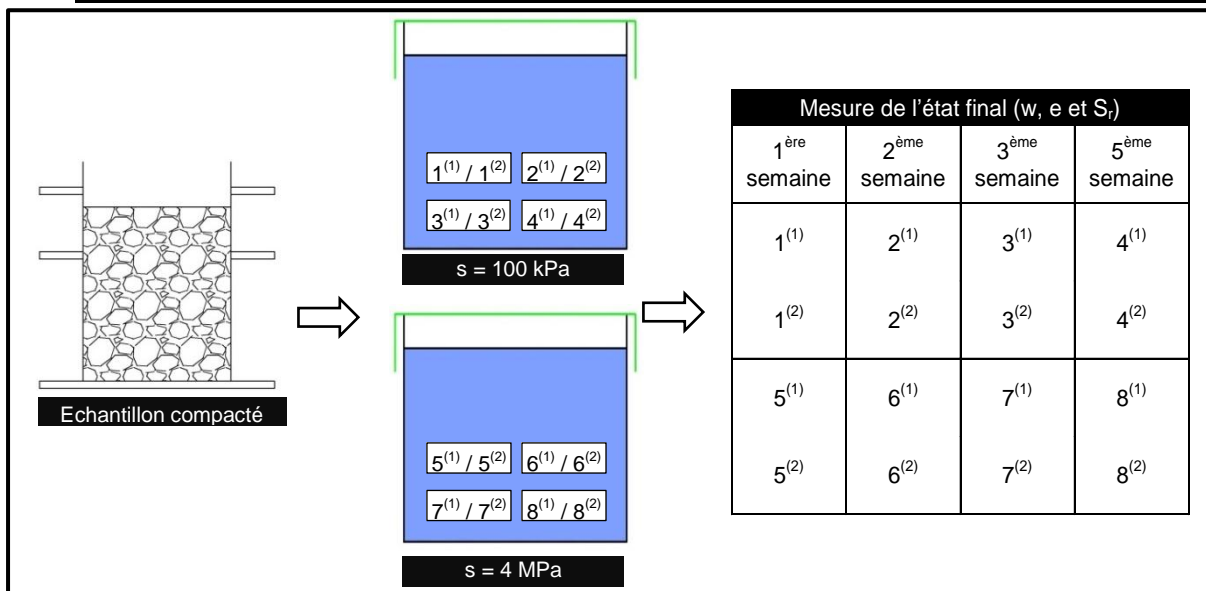 Echantillon compacté
1⁽¹⁾ / 1⁽²⁾ 2⁽¹⁾ / 2⁽²⁾
3⁽¹⁾ / 3⁽²⁾ 4⁽¹⁾ / 4⁽²⁾
s = 100 kPa
5⁽¹⁾ / 5⁽²⁾ 6⁽¹⁾ / 6⁽²⁾
7⁽¹⁾ / 7⁽²⁾ 8⁽¹⁾ / 8⁽²⁾
s = 4 MPa
Mesure de l’état final (w, e et Sᵣ)
1ère semaine 2ème semaine 3ème semaine 5ème semaine
1⁽¹⁾ 2⁽¹⁾ 3⁽¹⁾ 4⁽¹⁾
1⁽²⁾ 2⁽²⁾ 3⁽²⁾ 4⁽²⁾
5⁽¹⁾ 6⁽¹⁾ 7⁽¹⁾ 8⁽¹⁾
5⁽²⁾ 6⁽²⁾ 7⁽²⁾ 8⁽²⁾